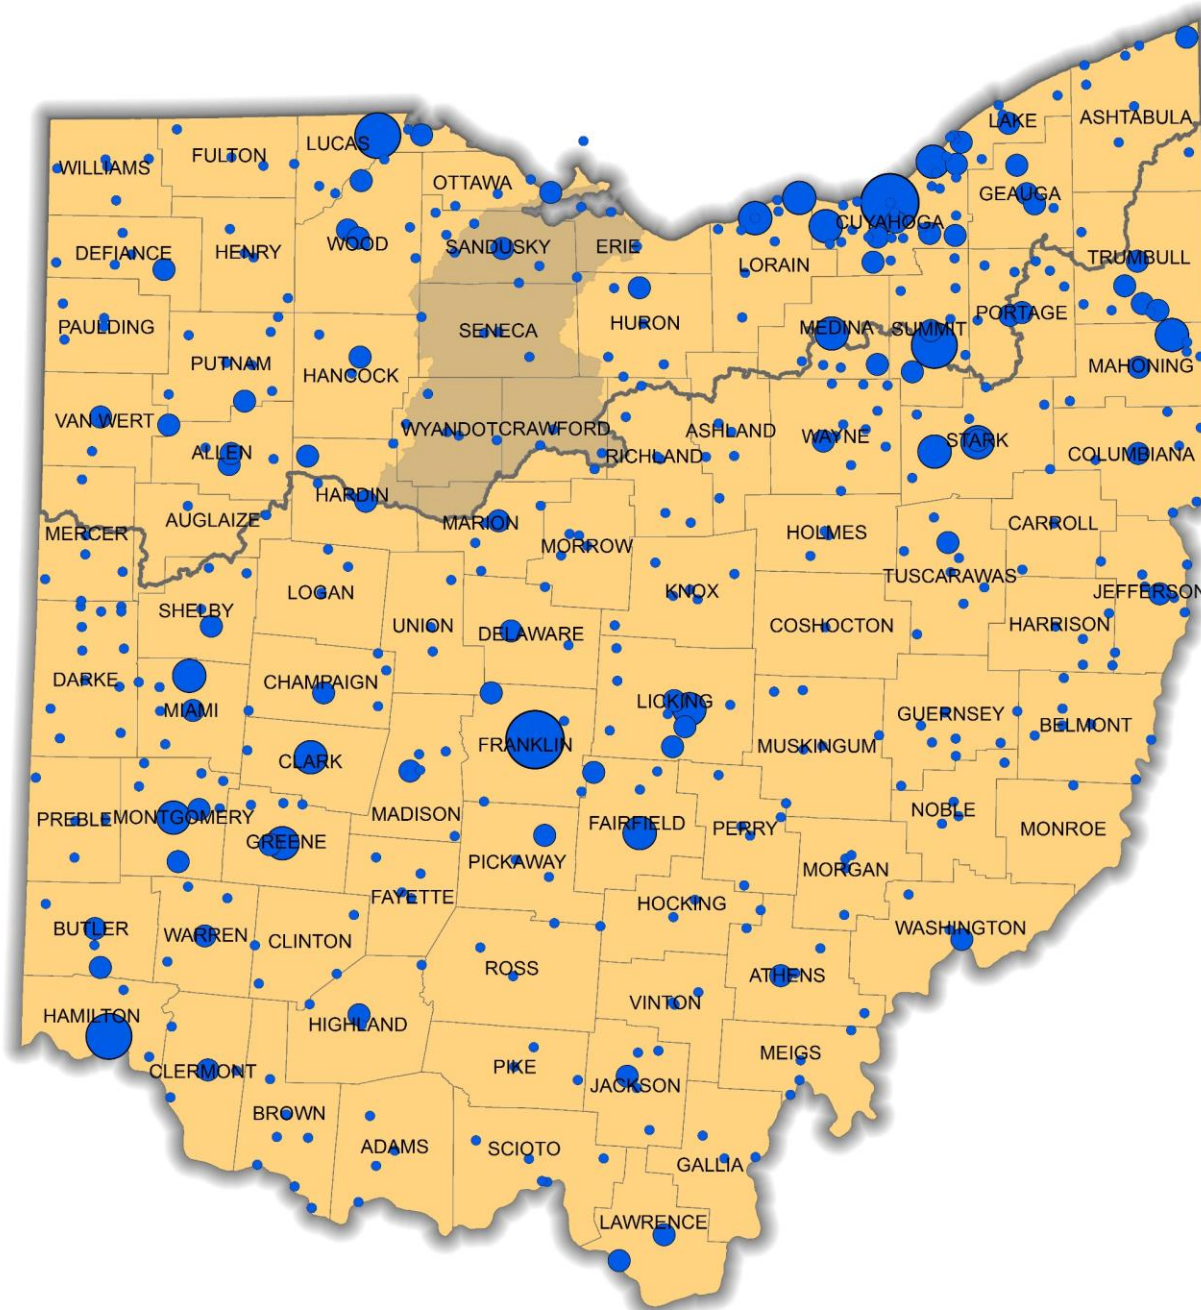 ASHTABULA
LAKE
LUCAS
FULTON
WILLIAMS
OTTAWA
GEAUGA
CUYAHOGA
WOOD
SANDUSKY
ERIE
DEFIANCE
HENRY
LORAIN
TRUMBULL
PAULDING
SENECA
HURON
MEDINA
SUMMIT
PORTAGE
PUTNAM
HANCOCK
MAHONING
VAN WERT
WYANDOT
CRAWFORD
ASHLAND
WAYNE
STARK
ALLEN
RICHLAND
COLUMBIANA
HARDIN
AUGLAIZE
MARION
MERCER
HOLMES
CARROLL
MORROW
LOGAN
KNOX
TUSCARAWAS
JEFFERSON
SHELBY
UNION
DELAWARE
COSHOCTON
HARRISON
DARKE
CHAMPAIGN
LICKING
MIAMI
GUERNSEY
BELMONT
FRANKLIN
MUSKINGUM
CLARK
MADISON
NOBLE
PREBLE
MONTGOMERY
FAIRFIELD
PERRY
MONROE
GREENE
PICKAWAY
MORGAN
FAYETTE
HOCKING
BUTLER
WARREN
CLINTON
WASHINGTON
ROSS
ATHENS
VINTON
HAMILTON
HIGHLAND
MEIGS
CLERMONT
PIKE
JACKSON
BROWN
ADAMS
SCIOTO
GALLIA
LAWRENCE